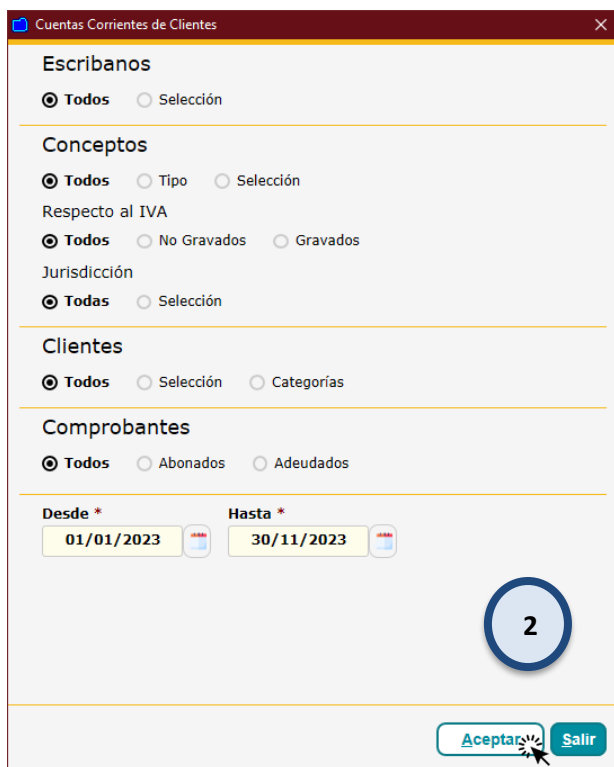 Cuentas Corrientes de Clientes
Escribanos
Todos Selección
Conceptos
Todos Tipo Selección
Respecto al IVA
Todos No Gravados Gravados
Jurisdicción
Todas Selección
Clientes
Todos Selección Categorías
Comprobantes
Todos Abonados Adeudados
Desde * Hasta *
01/01/2023 30/11/2023
2
Aceptar Salir